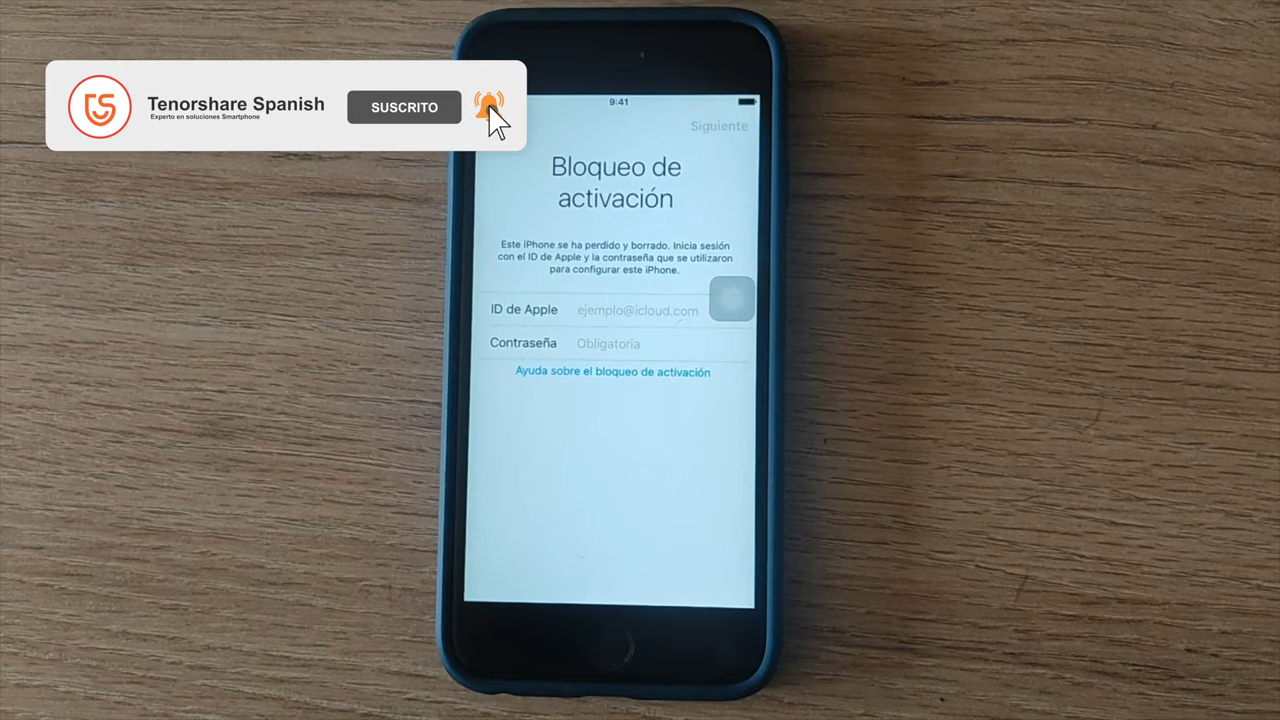 Tenorshare Spanish
Experto en soluciones Smartphone
SUSCRITO
9:41
Siguiente
Bloqueo de
activación
Este iPhone se ha perdido y borrado. Inicia sesión
con el ID de Apple y la contraseña que se utilizaron
para configurar este iPhone.
ID de Apple ejemplo@icloud.com
Contraseña Obligatoria
Ayuda sobre el bloqueo de activación